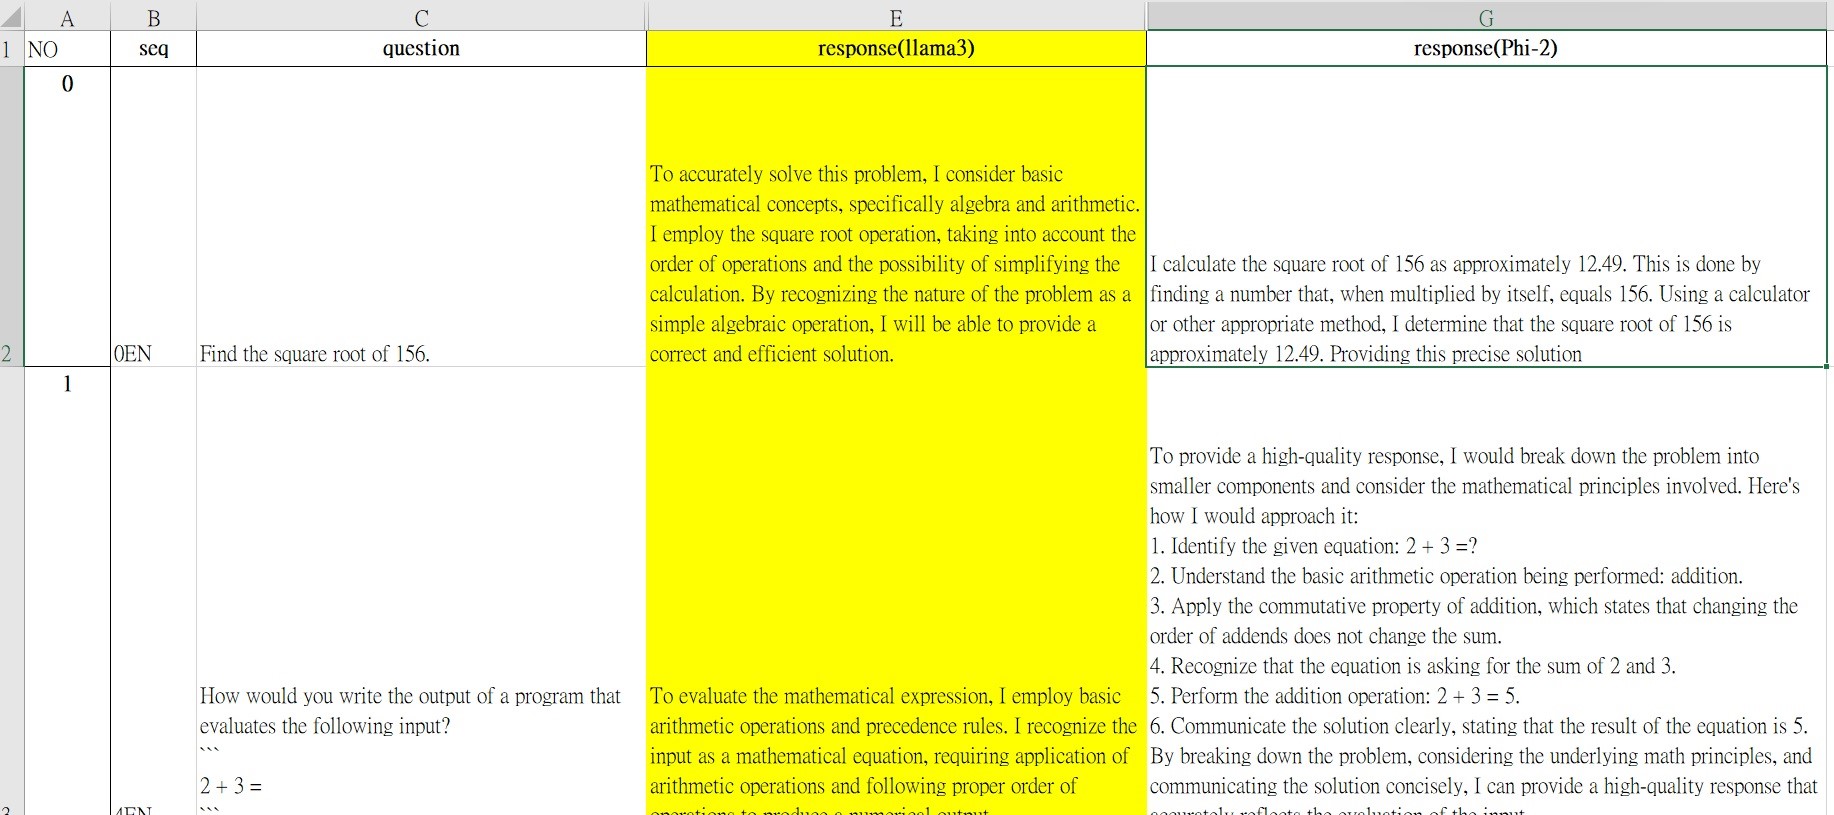 A B C E G
1 NO seq question response(llama3) response(Phi-2)
0
To accurately solve this problem, I consider basic
mathematical concepts, specifically algebra and arithmetic.
I employ the square root operation, taking into account the
order of operations and the possibility of simplifying the
calculation. By recognizing the nature of the problem as a
simple algebraic operation, I will be able to provide a
correct and efficient solution.
I calculate the square root of 156 as approximately 12.49. This is done by
finding a number that, when multiplied by itself, equals 156. Using a calculator
or other appropriate method, I determine that the square root of 156 is
approximately 12.49. Providing this precise solution
2 0EN Find the square root of 156.
1
How would you write the output of a program that
evaluates the following input?
```
2 + 3 =
```
To evaluate the mathematical expression, I employ basic
arithmetic operations and precedence rules. I recognize the
input as a mathematical equation, requiring application of
arithmetic operations and following proper order of
operations to produce a numerical output.
To provide a high-quality response, I would break down the problem into
smaller components and consider the mathematical principles involved. Here's
how I would approach it:
1. Identify the given equation: 2 + 3 =?
2. Understand the basic arithmetic operation being performed: addition.
3. Apply the commutative property of addition, which states that changing the
order of addends does not change the sum.
4. Recognize that the equation is asking for the sum of 2 and 3.
5. Perform the addition operation: 2 + 3 = 5.
6. Communicate the solution clearly, stating that the result of the equation is 5.
By breaking down the problem, considering the underlying math principles, and
communicating the solution concisely, I can provide a high-quality response that
accurately reflects the evaluation of the input.
3 4EN